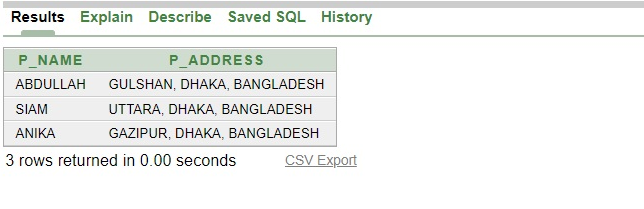 Results Explain Describe Saved SQL History
P_NAME P_ADDRESS
ABDULLAH GULSHAN, DHAKA, BANGLADESH
SIAM UTTARA, DHAKA, BANGLADESH
ANIKA GAZIPUR, DHAKA, BANGLADESH
3 rows returned in 0.00 seconds CSV Export